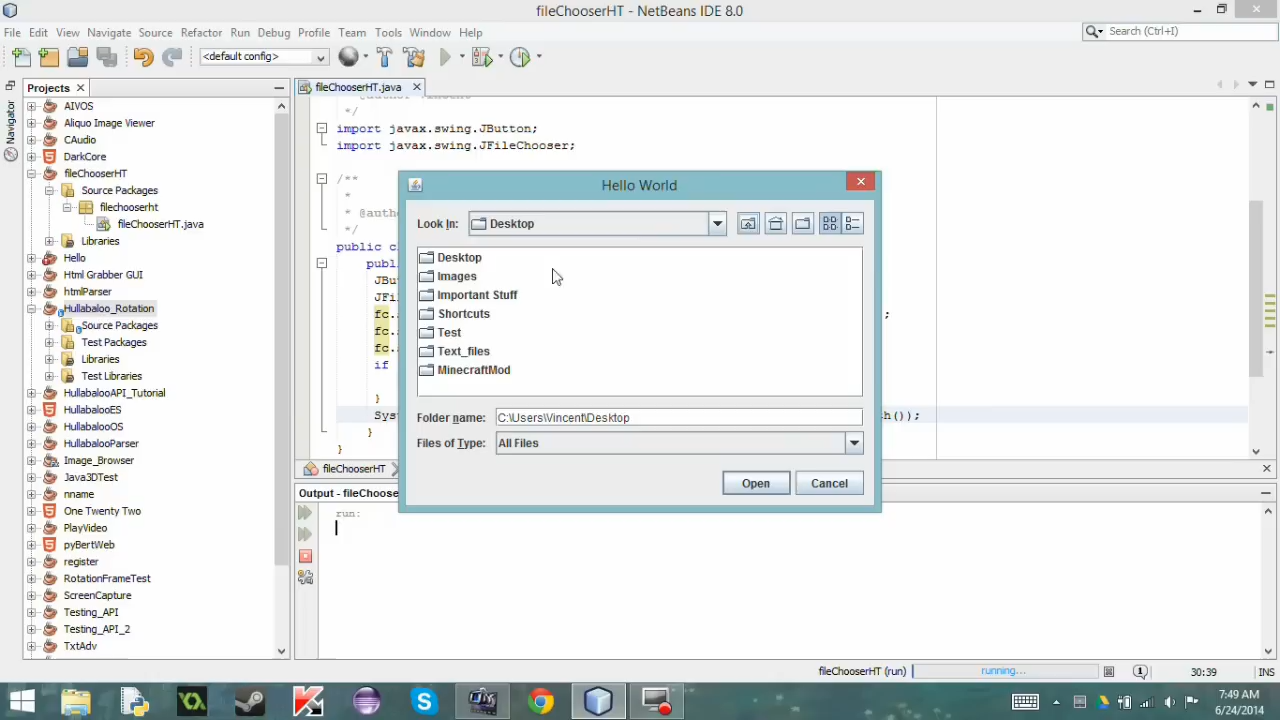 fileChooserHT - NetBeans IDE 8.0
File Edit View Navigate Source Refactor Run Debug Profile Team Tools Window Help
Search (Ctrl+I)
<default config>
Projects
fileChooserHT.java
Navigator
AIVOS
Aliquo Image Viewer
CAudio
DarkCore
fileChooserHT
Source Packages
filechooserht
fileChooserHT.java
Libraries
Hello
Html Grabber GUI
htmlParser
Hullabaloo_Rotation
Source Packages
Test Packages
Libraries
Test Libraries
HullabalooAPI_Tutorial
HullabalooES
HullabalooOS
HullabalooParser
Image_Browser
Java3DTest
nname
One Twenty Two
PlayVideo
pyBertWeb
register
RotationFrameTest
ScreenCapture
Testing_API
Testing_API_2
TxtAdv
*/
import javax.swing.JButton;
import javax.swing.JFileChooser;
/**
*
* @auth
*/
public c
publ
JBu
JFi
fc.
;
fc.
fc.
if
}
Sys
h());
}
}
Hello World
Look In:
Desktop
Desktop
Images
Important Stuff
Shortcuts
Test
Text_files
MinecraftMod
Folder name:
C:\Users\Vincent\Desktop
Files of Type:
All Files
Open
Cancel
fileChooserHT
Output - fileChoose
run:
fileChooserHT (run)
running...
30:39
INS
7:49 AM
6/24/2014